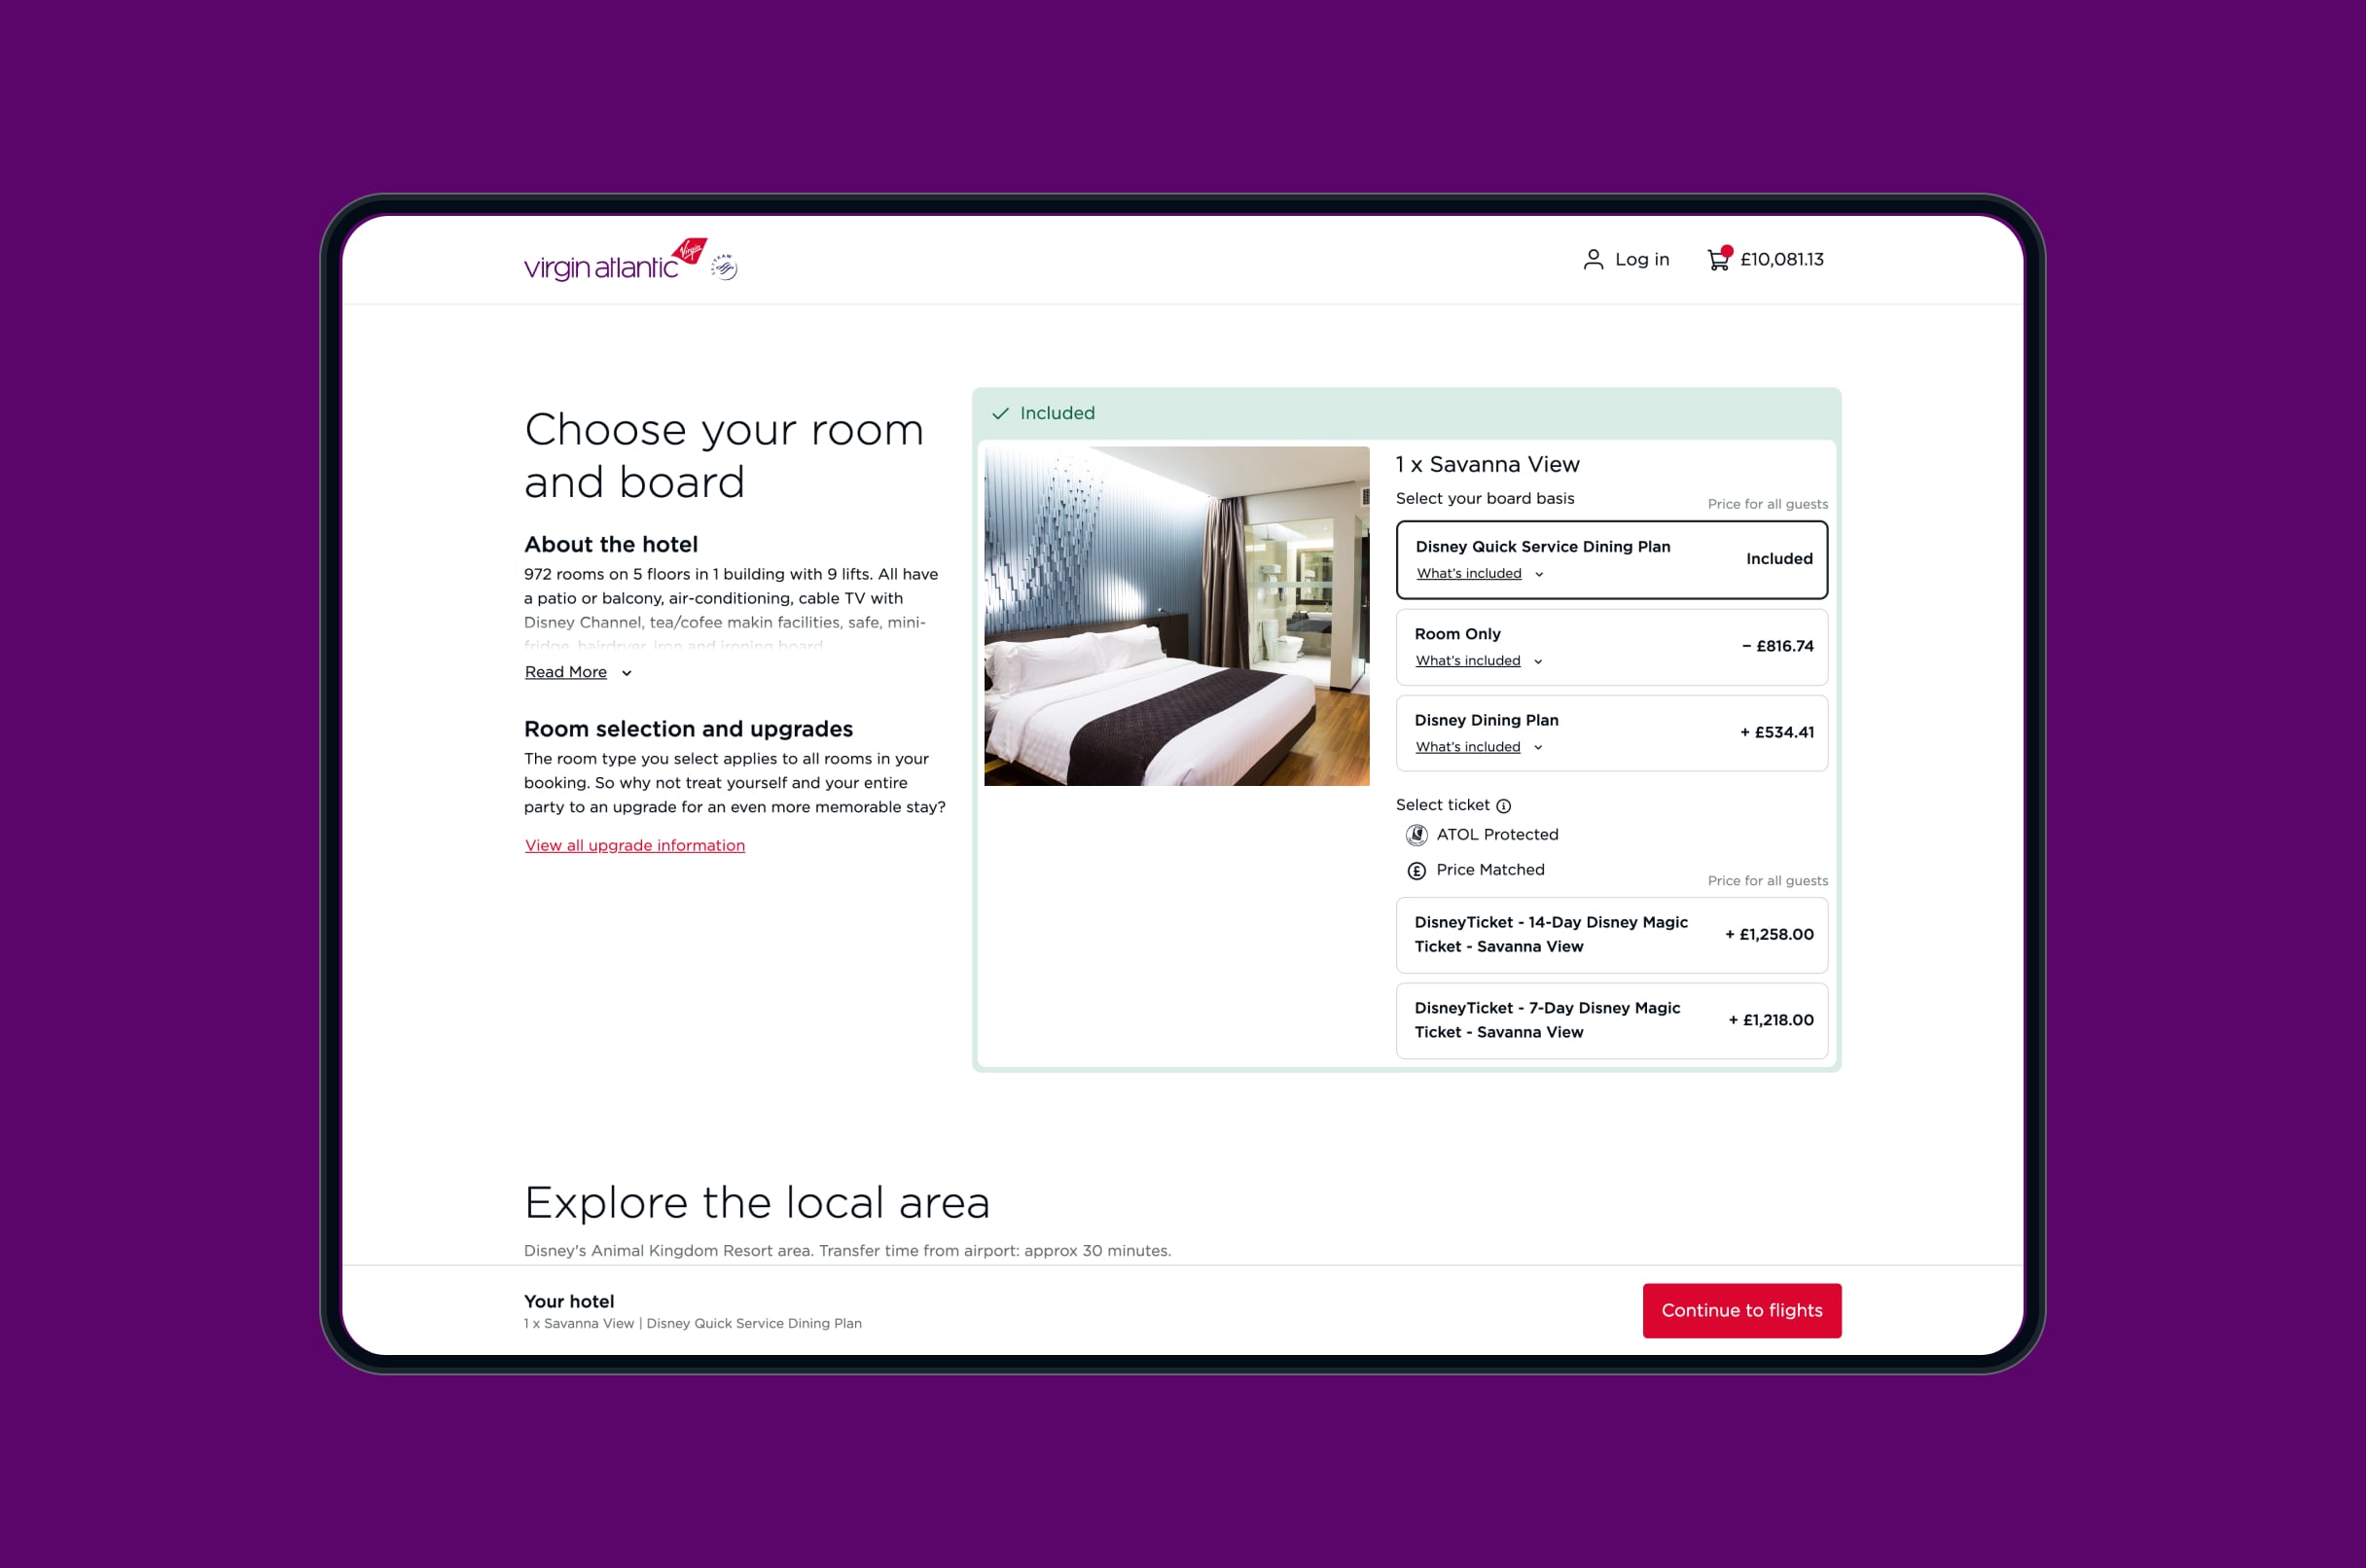 virgin atlantic
Virgin
Log in
£10,081.13
Choose your room
and board
About the hotel
972 rooms on 5 floors in 1 building with 9 lifts. All have
a patio or balcony, air-conditioning, cable TV with
Disney Channel, tea/cofee makin facilities, safe, mini-
fridge, hairdryer, iron and ironing board
Read More
Room selection and upgrades
The room type you select applies to all rooms in your
booking. So why not treat yourself and your entire
party to an upgrade for an even more memorable stay?
View all upgrade information
Included
1 x Savanna View
Select your board basis
Price for all guests
Disney Quick Service Dining Plan
What's included
Included
Room Only
What's included
– £816.74
Disney Dining Plan
What's included
+ £534.41
Select ticket
ATOL Protected
£ Price Matched
Price for all guests
DisneyTicket - 14-Day Disney Magic
Ticket - Savanna View
+ £1,258.00
DisneyTicket - 7-Day Disney Magic
Ticket - Savanna View
+ £1,218.00
Explore the local area
Disney's Animal Kingdom Resort area. Transfer time from airport: approx 30 minutes.
Your hotel
1 x Savanna View | Disney Quick Service Dining Plan
Continue to flights